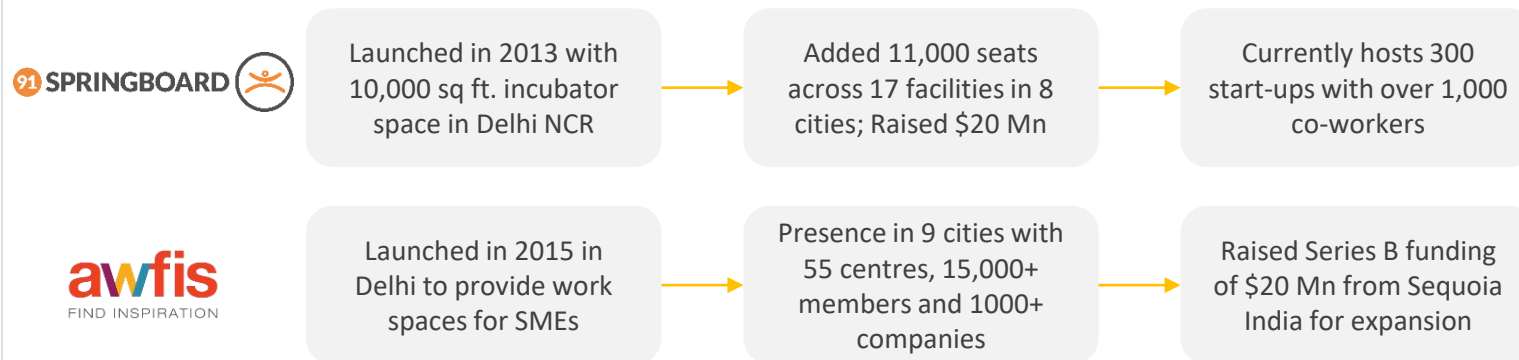 91 SPRINGBOARD
Launched in 2013 with
10,000 sq ft. incubator
space in Delhi NCR
Added 11,000 seats
across 17 facilities in 8
cities; Raised $20 Mn
Currently hosts 300
start-ups with over 1,000
co-workers
awfis
FIND INSPIRATION
Launched in 2015 in
Delhi to provide work
spaces for SMEs
Presence in 9 cities with
55 centres, 15,000+
members and 1000+
companies
Raised Series B funding
of $20 Mn from Sequoia
India for expansion